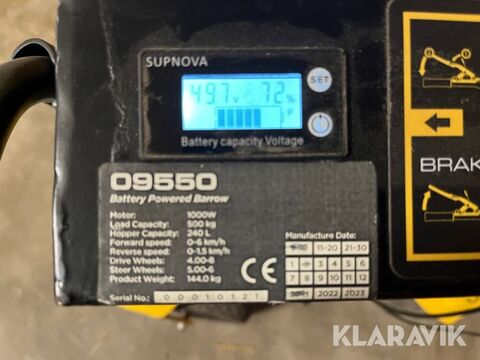 SUPNOVA
49.7 V 72%
SET
Battery capacity Voltage
BRAK
09550
Battery Powered Barrow
Motor: 1000W
Load Capacity: 500 kg
Hopper Capacity: 240 L
Forward speed: 0-6 km/h
Reverse speed: 0-1.5 km/h
Drive Wheels: 4.00-8
Steer Wheels: 5.00-6
Product Weight: 144.0 kg
Serial No.: 00010121
CE
Manufacture Date:
11-20 21-30
1 2 3 4 5 6
7 8 9 10 11 12
2022 2023
KLARAVIK